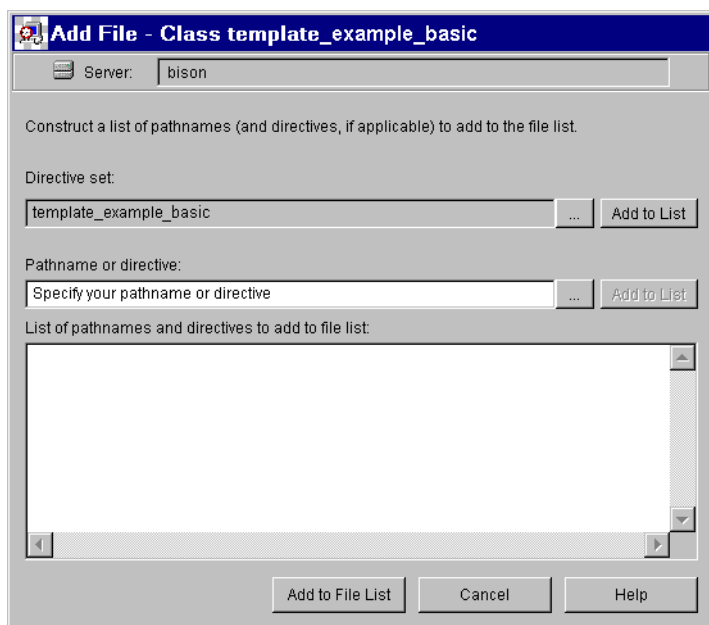 Add File - Class template_example_basic
Server: bison
Construct a list of pathnames (and directives, if applicable) to add to the file list.
Directive set:
template_example_basic ... Add to List
Pathname or directive:
Specify your pathname or directive ... Add to List
List of pathnames and directives to add to file list:
Add to File List Cancel Help